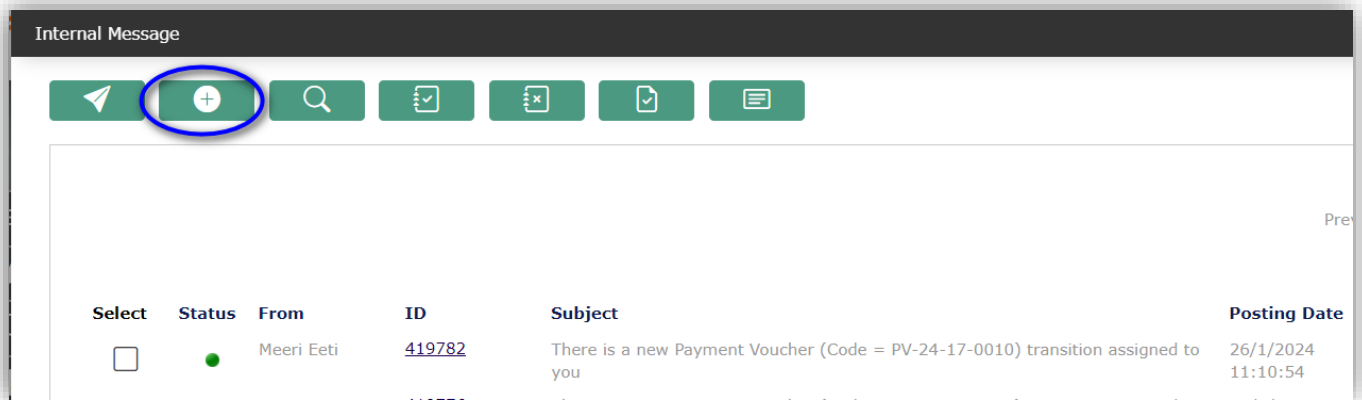 Internal Message
Prev
Select Status From ID Subject Posting Date
Meeri Eeti 419782 There is a new Payment Voucher (Code = PV-24-17-0010) transition assigned to 26/1/2024
you 11:10:54